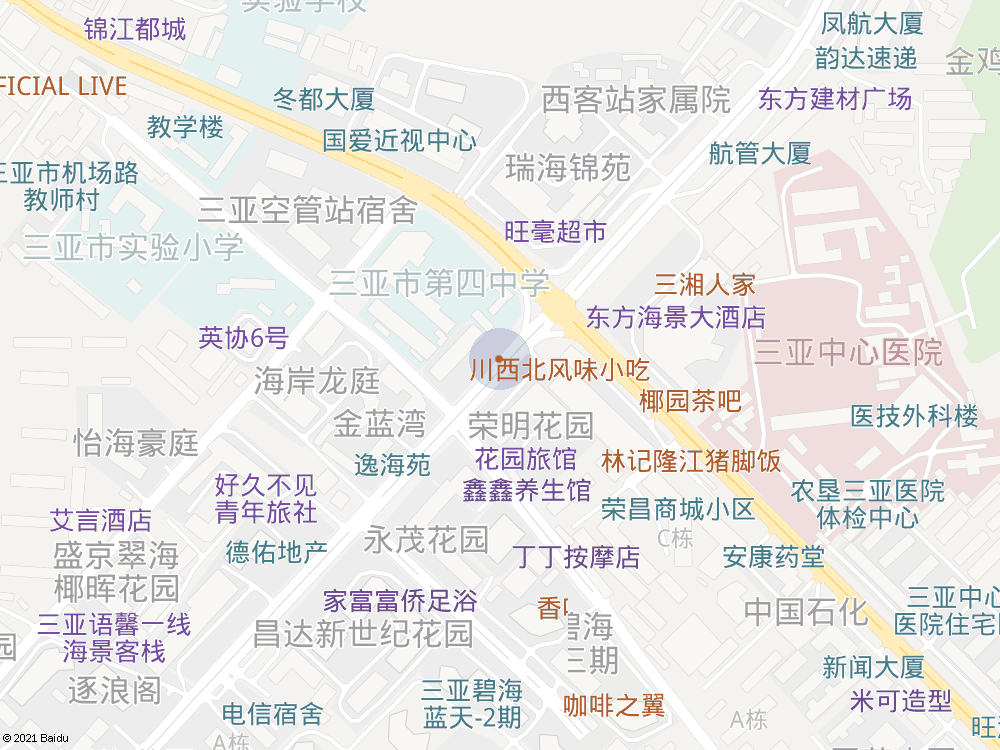 实验学校
锦江都城
凤航大厦
韵达速递
FICIAL LIVE
冬都大厦
西客站家属院
东方建材广场
教学楼
国爱近视中心
航管大厦
瑞海锦苑
三亚市机场路
教师村
三亚空管站宿舍
三亚市实验小学
旺毫超市
三亚市第四中学
三湘人家
东方海景大酒店
英协6号
三亚中心医院
川西北风味小吃
海岸龙庭
椰园茶吧
金蓝湾
荣明花园
医技外科楼
怡海豪庭
逸海苑
花园旅馆
林记隆江猪脚饭
鑫鑫养生馆
好久不见
青年旅社
农垦三亚医院
体检中心
荣昌商城小区
艾言酒店
C栋
永茂花园
德佑地产
盛京翠海
椰晖花园
丁丁按摩店
安康药堂
家富富侨足浴
中国石化
三亚中心
医院住宅
三亚语馨一线
海景客栈
昌达新世纪花园
碧海
三期
新闻大厦
逐浪阁
三亚碧海
蓝天-2期
咖啡之翼
米可造型
电信宿舍
A栋
A栋
© 2021 Baidu